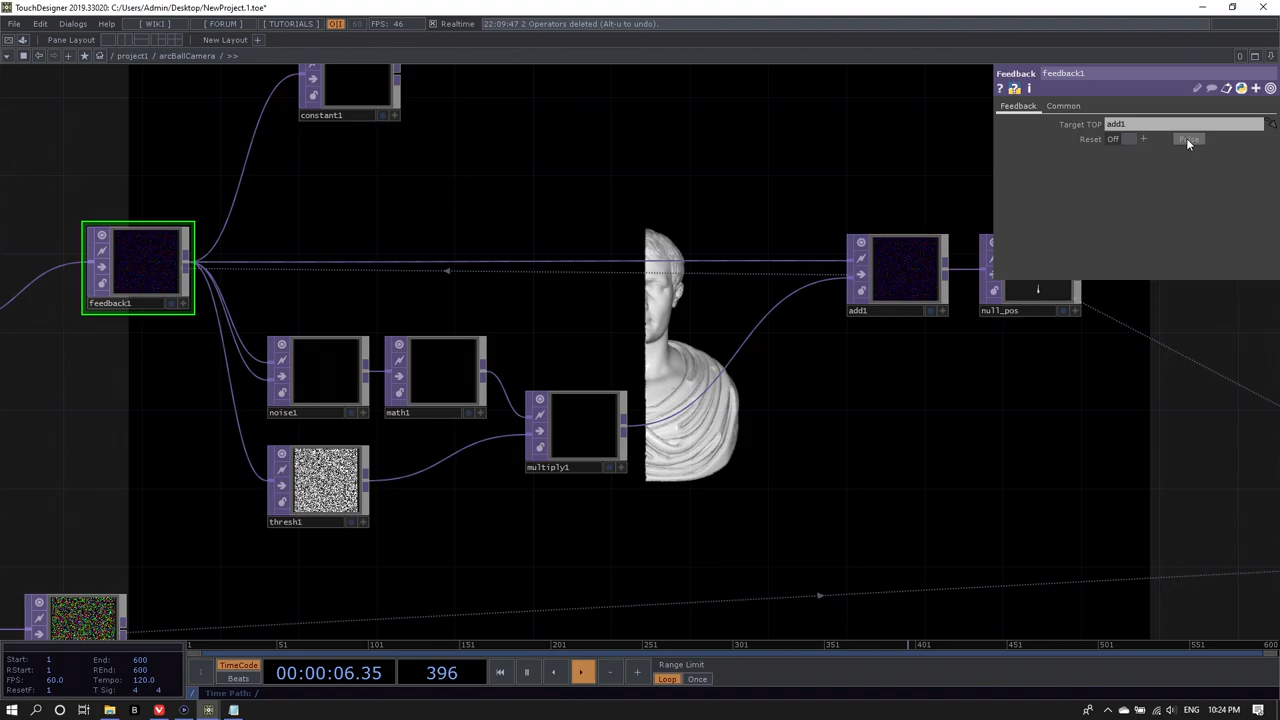 TouchDesigner 2019.33020: C:/Users/Admin/Desktop/NewProject.1.toe*
File Edit Dialogs Help [ WIKI ] [ FORUM ] [ TUTORIALS ] O|I FPS: 46 60 Realtime 22:09:47 2 Operators deleted (Alt-u to undo).
Pane Layout New Layout +
/ project1 / arcBallCamera / >> 0
Feedback feedback1
? i
Feedback Common
Target TOP add1
Reset Off + Pulse
constant1
feedback1
add1
null_pos
noise1
math1
multiply1
thresh1
1 51 101 151 201 251 301 351 401 451 501 551 600
Start: 1 End: 600
RStart: 1 REnd: 600
FPS: 60.0 Tempo: 120.0
ResetF: 1 T Sig: 4 4
TimeCode
Beats
00:00:06.35 396
Range Limit
Loop Once
/ Time Path: /
10:24 PM